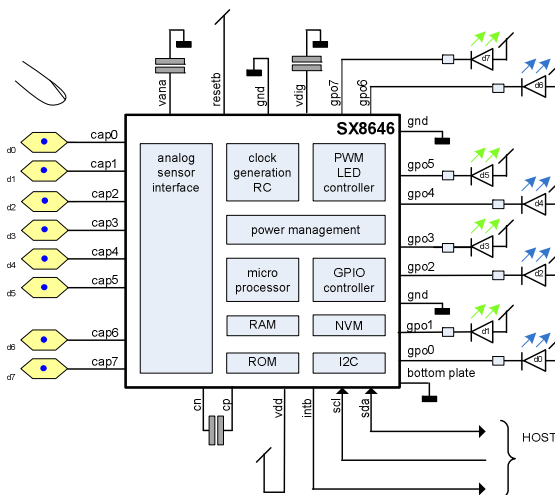 vana
resetb
gnd
vdig
gpo7
gpo6
d7
d6
SX8646
gnd
cap0
d0
cap1
d1
cap2
d2
cap3
d3
cap4
d4
cap5
d5
cap6
d6
cap7
d7
analog
sensor
interface
clock
generation
RC
PWM
LED
controller
power management
micro
processor
GPIO
controller
RAM
NVM
ROM
I2C
gpo5
d5
gpo4
d4
gpo3
d3
gpo2
d2
gnd
gpo1
d1
gpo0
d0
bottom plate
cn
cp
vdd
intb
scl
sda
HOST